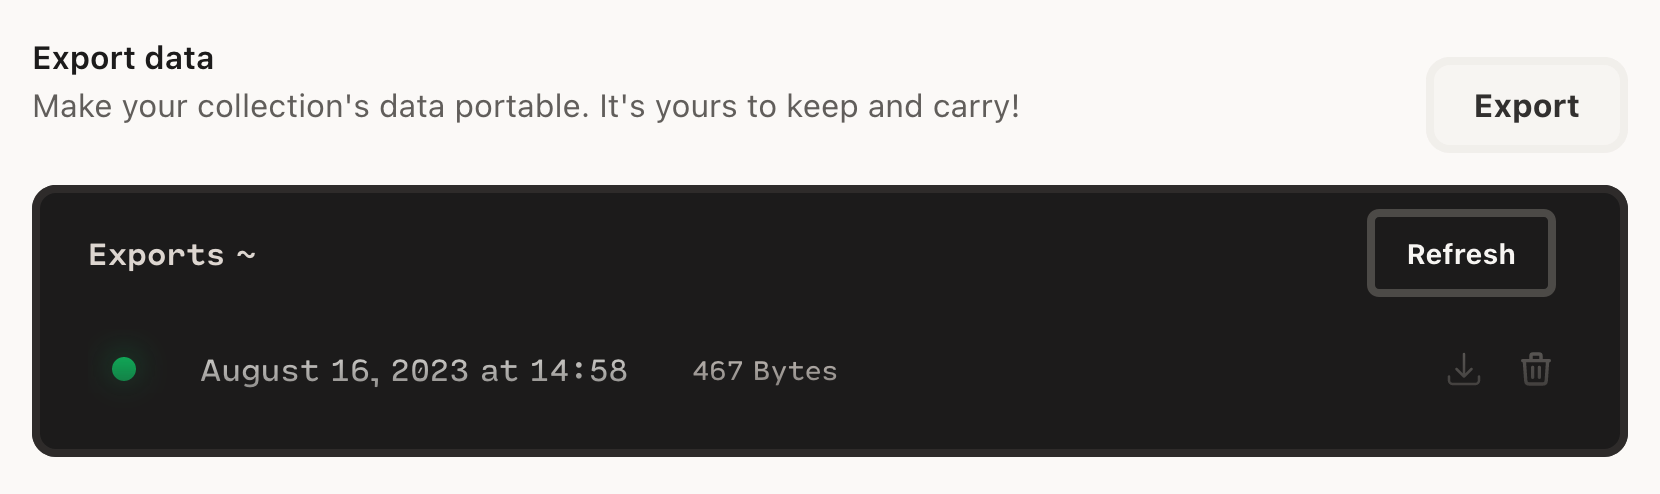 Export data
Make your collection's data portable. It's yours to keep and carry!
Export
Exports ~
Refresh
August 16, 2023 at 14:58 467 Bytes